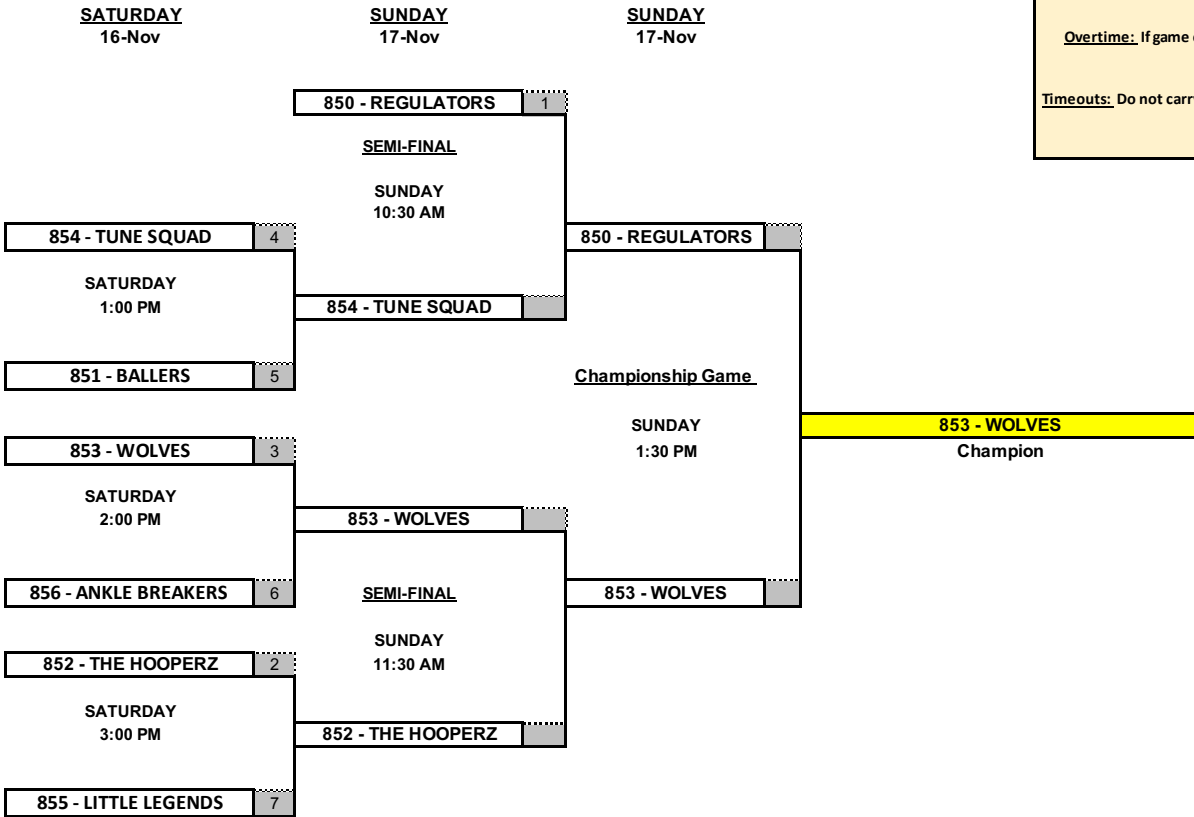 SATURDAY SUNDAY SUNDAY
16-Nov 17-Nov 17-Nov
Overtime: If game
Timeouts: Do not carr
850 - REGULATORS 1
SEMI-FINAL
SUNDAY
10:30 AM
854 - TUNE SQUAD 4
850 - REGULATORS
SATURDAY
1:00 PM
854 - TUNE SQUAD
851 - BALLERS 5
Championship Game
SUNDAY
1:30 PM
853 - WOLVES
Champion
853 - WOLVES 3
SATURDAY
2:00 PM
853 - WOLVES
856 - ANKLE BREAKERS 6
SEMI-FINAL
853 - WOLVES
SUNDAY
11:30 AM
852 - THE HOOPERZ 2
SATURDAY
3:00 PM
852 - THE HOOPERZ
855 - LITTLE LEGENDS 7